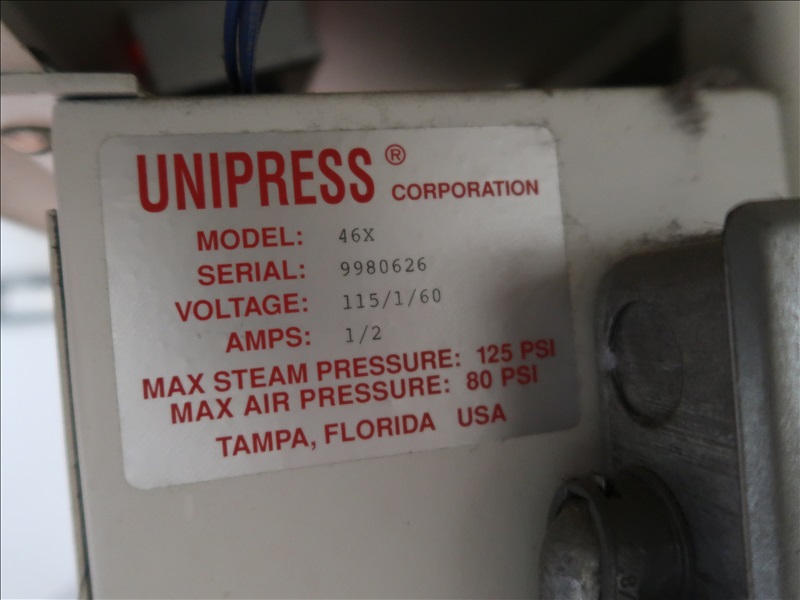 UNIPRESS® CORPORATION
MODEL: 46X
SERIAL: 9980626
VOLTAGE: 115/1/60
AMPS: 1/2
MAX STEAM PRESSURE: 125 PSI
MAX AIR PRESSURE: 80 PSI
TAMPA, FLORIDA USA